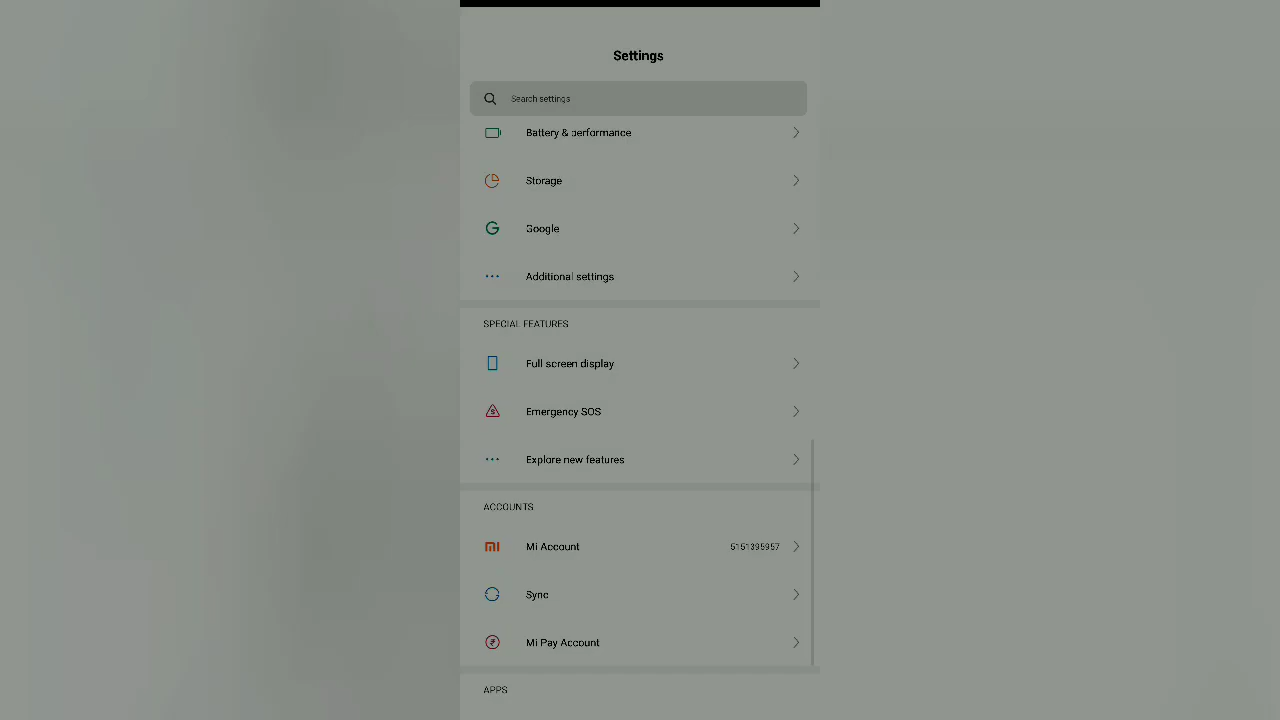 Settings
Search settings
Battery & performance
Storage
Google
Additional settings
SPECIAL FEATURES
Full screen display
Emergency SOS
Explore new features
ACCOUNTS
Mi Account 5151395957
Sync
Mi Pay Account
APPS